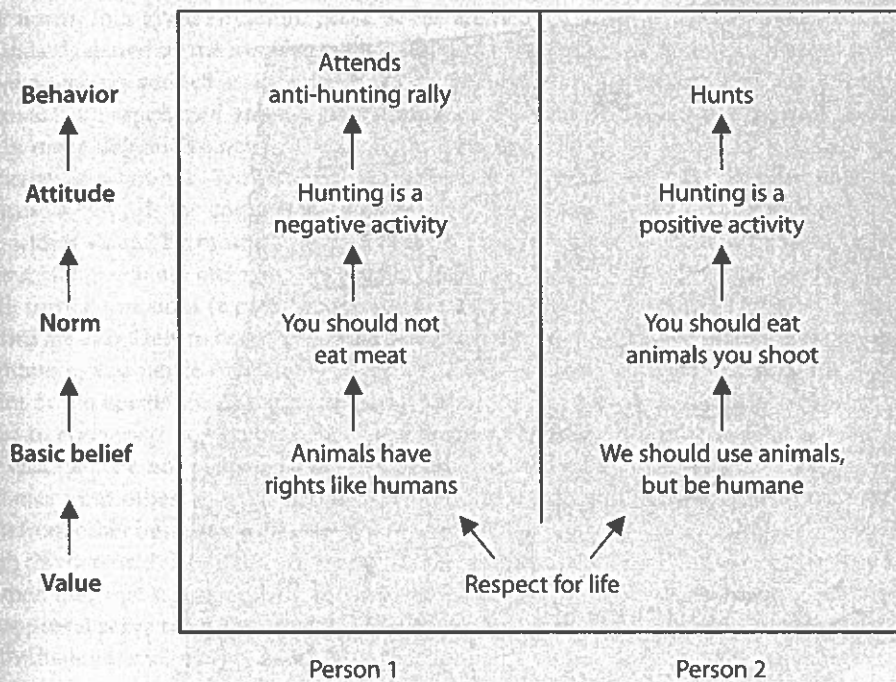 Behavior
Attends
anti-hunting rally
Hunts
Attitude
Hunting is a
negative activity
Hunting is a
positive activity
Norm
You should not
eat meat
You should eat
animals you shoot
Basic belief
Animals have
rights like humans
We should use animals,
but be humane
Value
Respect for life
Person 1
Person 2